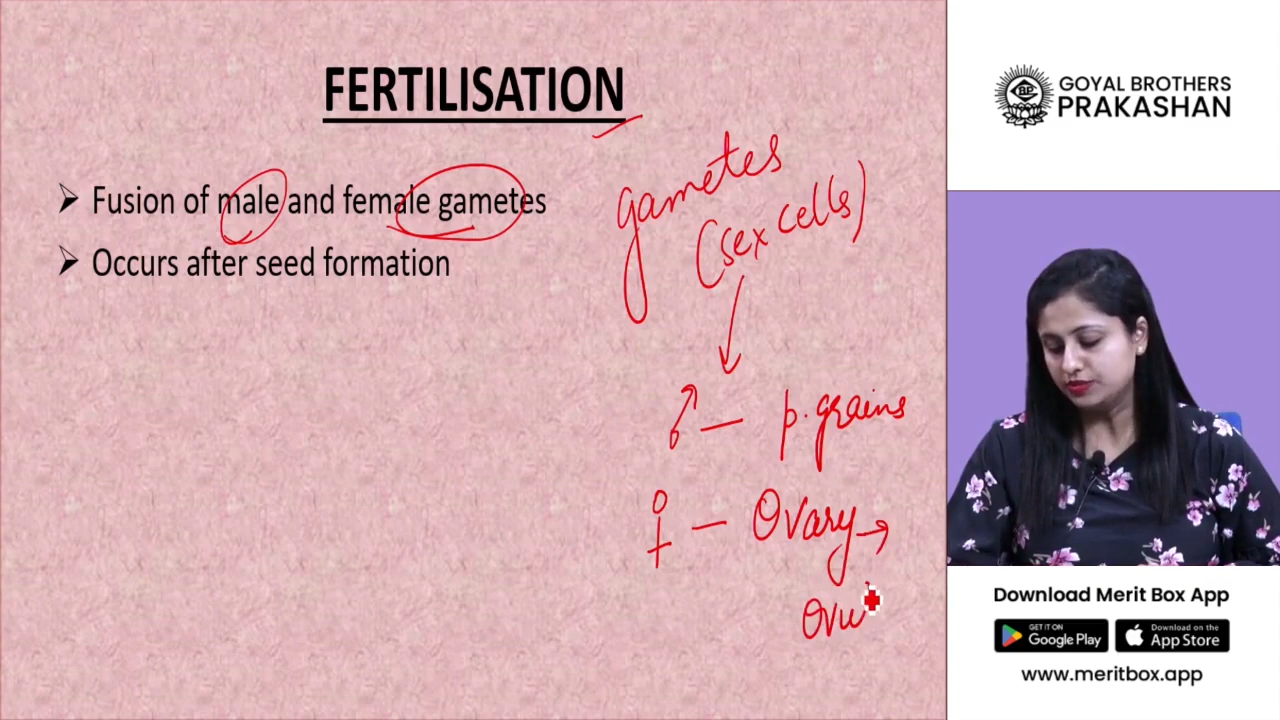 FERTILISATION
Fusion of male and female gametes
Occurs after seed formation
gametes
(sex cells)
♂ — p. grains
♀ — Ovary →
Ovu
GOYAL BROTHERS
PRAKASHAN
Download Merit Box App
GET IT ON
Google Play
Download on the
App Store
www.meritbox.app